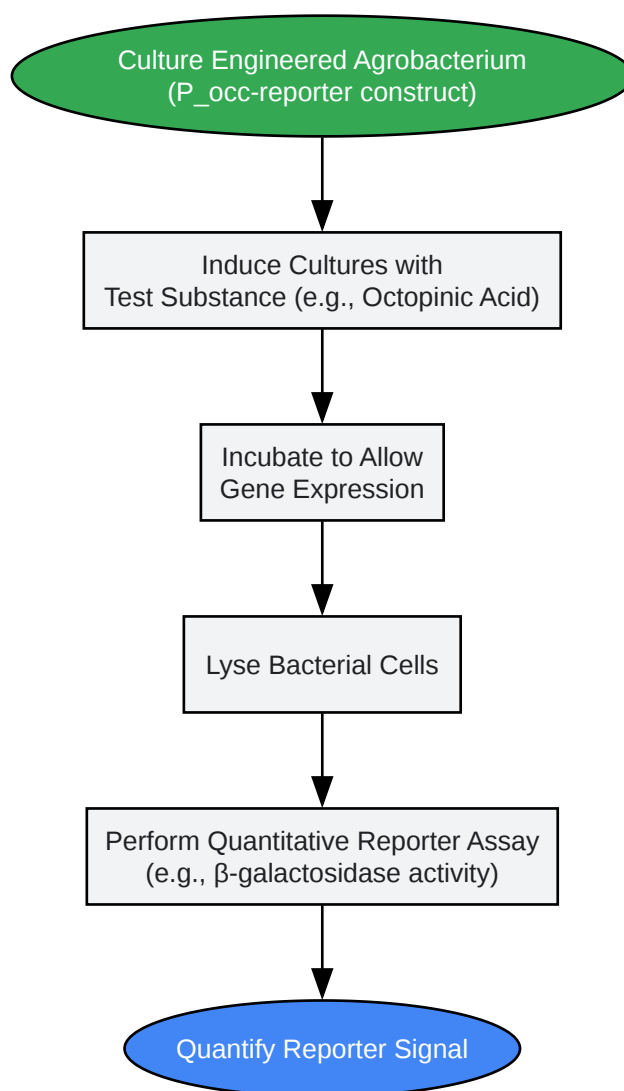 Culture Engineered Agrobacterium
(P_occ-reporter construct)
Induce Cultures with
Test Substance (e.g., Octopinic Acid)
Incubate to Allow
Gene Expression
Lyse Bacterial Cells
Perform Quantitative Reporter Assay
(e.g., β-galactosidase activity)
Quantify Reporter Signal